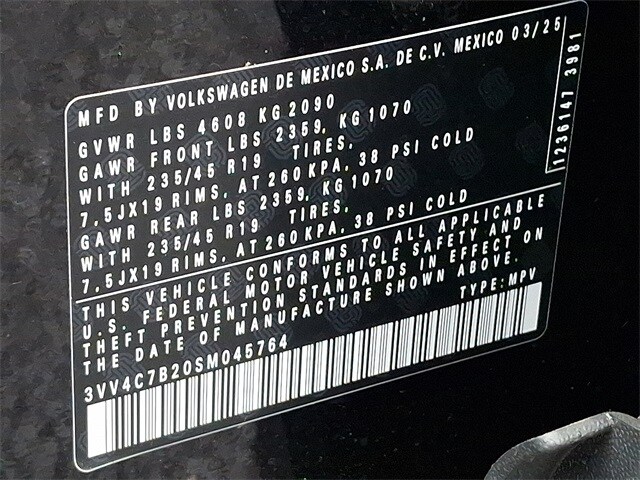 MFD BY VOLKSWAGEN DE MEXICO S.A. DE C.V. MEXICO 03/25
GVWR LBS 4608 KG 2090
GAWR FRONT LBS 2359, KG 1070
WITH 235/45 R19 TIRES,
7,5JX19 RIMS, AT 260 KPA, 38 PSI COLD
GAWR REAR LBS 2359, KG 1070
WITH 235/45 R19 TIRES,
7,5JX19 RIMS, AT 260 KPA, 38 PSI COLD
1236147 3981
THIS VEHICLE CONFORMS TO ALL APPLICABLE
U.S. FEDERAL MOTOR VEHICLE SAFETY AND
THEFT PREVENTION STANDARDS IN EFFECT ON
THE DATE OF MANUFACTURE SHOWN ABOVE.
3VV4C7B20SM045764 TYPE: MPV